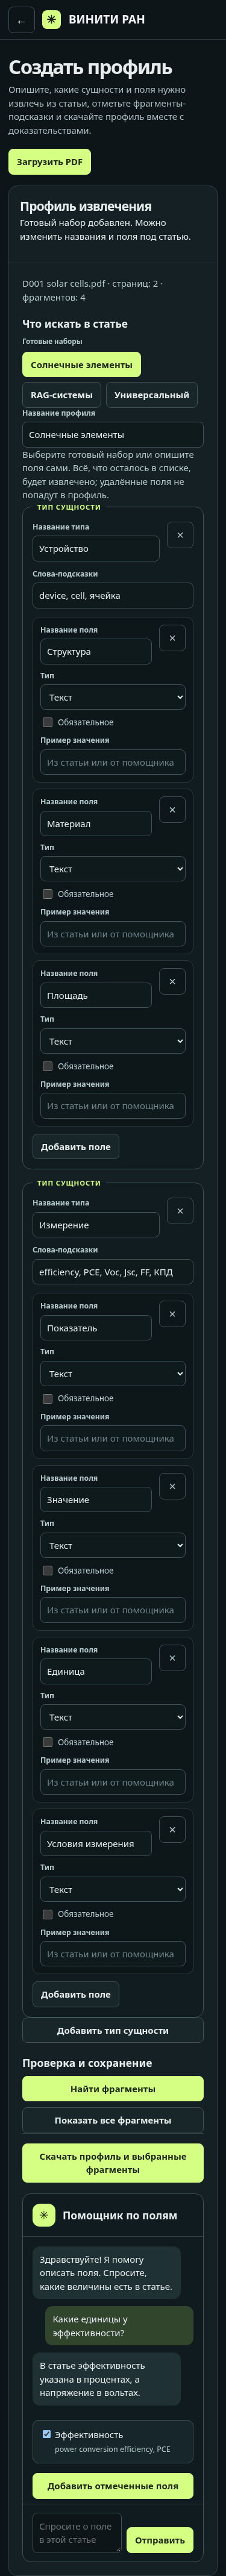 ←
✳
ВИНИТИ РАН
Создать профиль
Опишите, какие сущности и поля нужно
извлечь из статьи, отметьте фрагменты-
подсказки и скачайте профиль вместе с
доказательствами.
Загрузить PDF
Профиль извлечения
Готовый набор добавлен. Можно
изменить названия и поля под статью.
D001 solar cells.pdf · страниц: 2 ·
фрагментов: 4
Что искать в статье
Готовые наборы
Солнечные элементы
RAG-системы
Универсальный
Название профиля
Солнечные элементы
Выберите готовый набор или опишите
поля сами. Всё, что осталось в списке,
будет извлечено; удалённые поля не
попадут в профиль.
ТИП СУЩНОСТИ
Название типа
Устройство
×
Слова-подсказки
device, cell, ячейка
Название поля
Структура
×
Тип
Текст
Обязательное
Пример значения
Из статьи или от помощника
Название поля
Материал
×
Тип
Текст
Обязательное
Пример значения
Из статьи или от помощника
Название поля
Площадь
×
Тип
Текст
Обязательное
Пример значения
Из статьи или от помощника
Добавить поле
ТИП СУЩНОСТИ
Название типа
Измерение
×
Слова-подсказки
efficiency, PCE, Voc, Jsc, FF, КПД
Название поля
Показатель
×
Тип
Текст
Обязательное
Пример значения
Из статьи или от помощника
Название поля
Значение
×
Тип
Текст
Обязательное
Пример значения
Из статьи или от помощника
Название поля
Единица
×
Тип
Текст
Обязательное
Пример значения
Из статьи или от помощника
Название поля
Условия измерения
×
Тип
Текст
Обязательное
Пример значения
Из статьи или от помощника
Добавить поле
Добавить тип сущности
Проверка и сохранение
Найти фрагменты
Показать все фрагменты
Скачать профиль и выбранные
фрагменты
✳
Помощник по полям
Здравствуйте! Я помогу
описать поля. Спросите,
какие величины есть в статье.
Какие единицы у
эффективности?
В статье эффективность
указана в процентах, а
напряжение в вольтах.
Эффективность
power conversion efficiency, PCE
Добавить отмеченные поля
Спросите о поле
в этой статье
Отправить